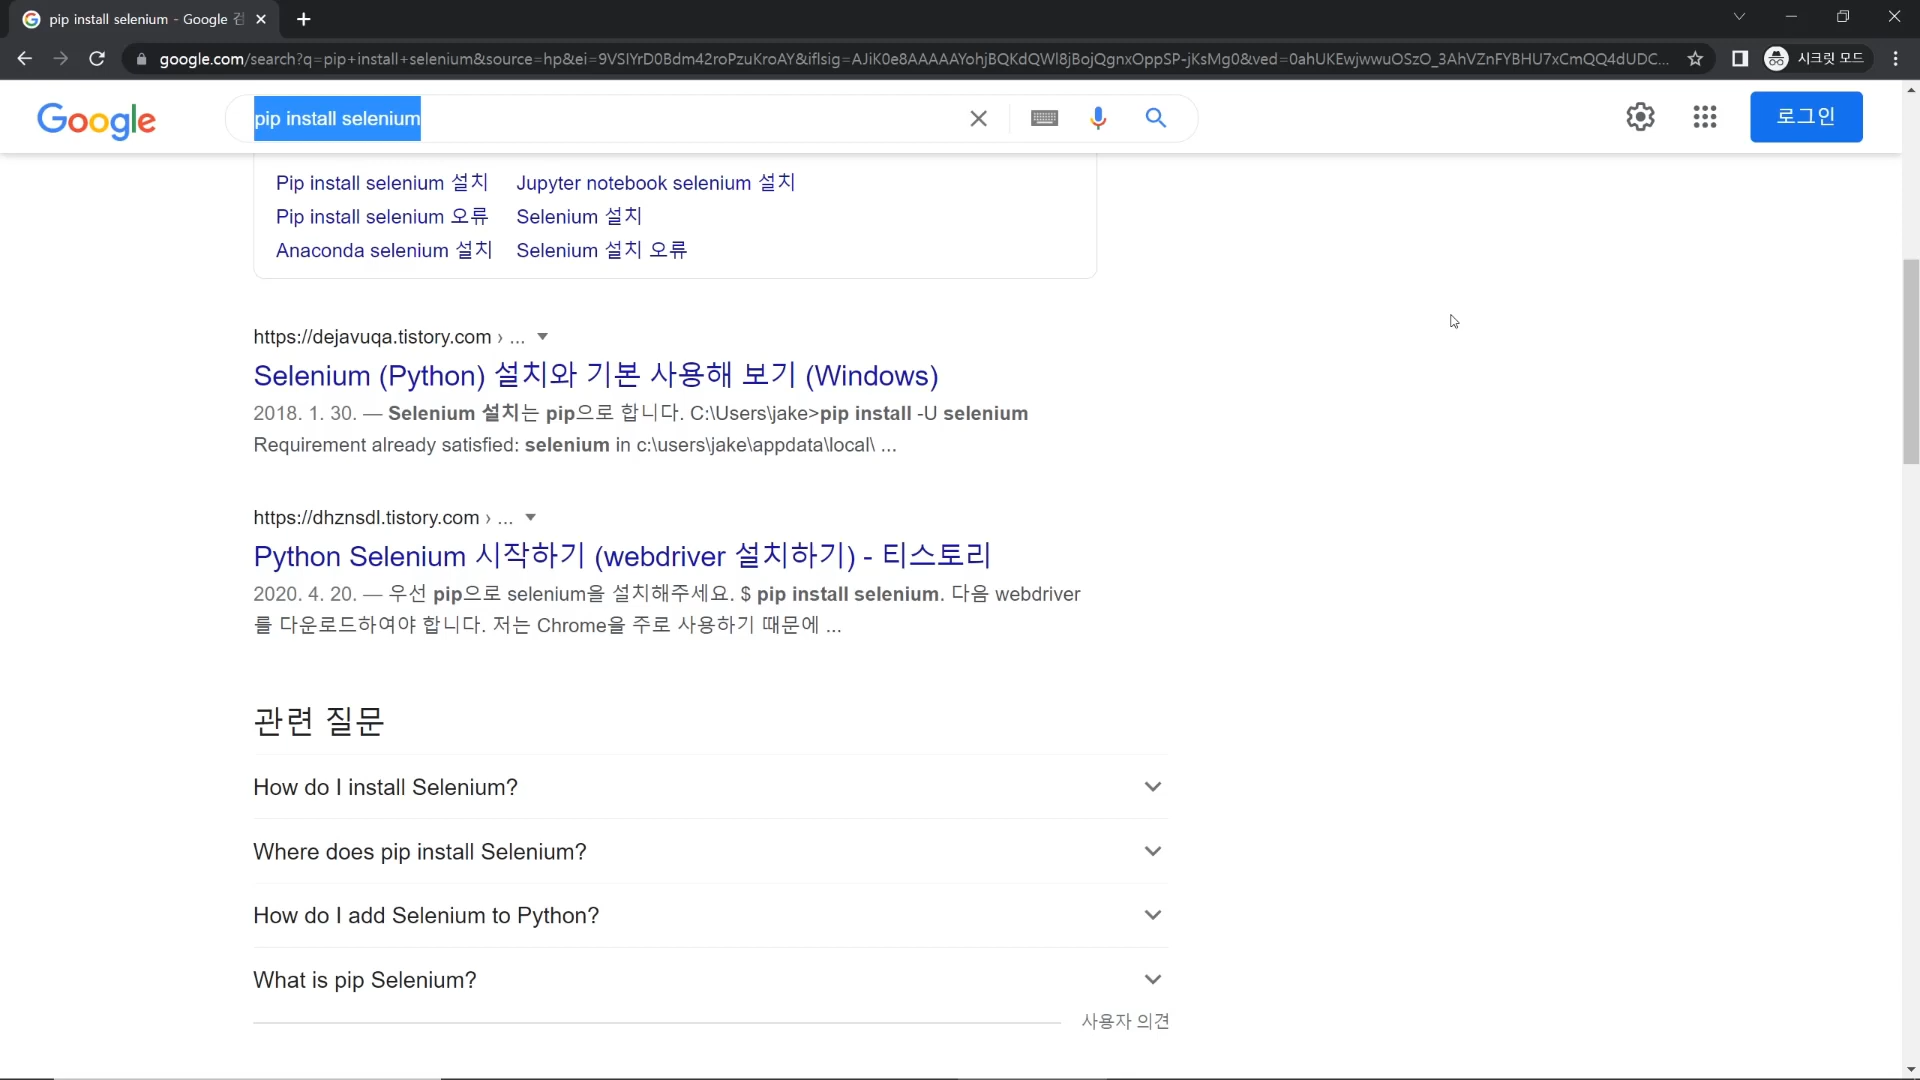 pip install selenium - Google 검
google.com/search?q=pip+install+selenium&source=hp&ei=9VSIYrD0Bdm42roPzuKroAY&iflsig=AJiK0e8AAAAAYohjBQKdQWl8jBojQgnxOppSP-jKsMg0&ved=0ahUKEwjwwuOSzO_3AhVZnFYBHU7xCmQQ4dUDC...
시크릿 모드
Google
pip install selenium
로그인
Pip install selenium 설치 Jupyter notebook selenium 설치
Pip install selenium 오류 Selenium 설치
Anaconda selenium 설치 Selenium 설치 오류
https://dejavuqa.tistory.com › ...
Selenium (Python) 설치와 기본 사용해 보기 (Windows)
2018. 1. 30. — Selenium 설치는 pip으로 합니다. C:\Users\jake>pip install -U selenium
Requirement already satisfied: selenium in c:\users\jake\appdata\local\ ...
https://dhznsdl.tistory.com › ...
Python Selenium 시작하기 (webdriver 설치하기) - 티스토리
2020. 4. 20. — 우선 pip으로 selenium을 설치해주세요. $ pip install selenium. 다음 webdriver
를 다운로드하여야 합니다. 저는 Chrome을 주로 사용하기 때문에 ...
관련 질문
How do I install Selenium?
Where does pip install Selenium?
How do I add Selenium to Python?
What is pip Selenium?
사용자 의견